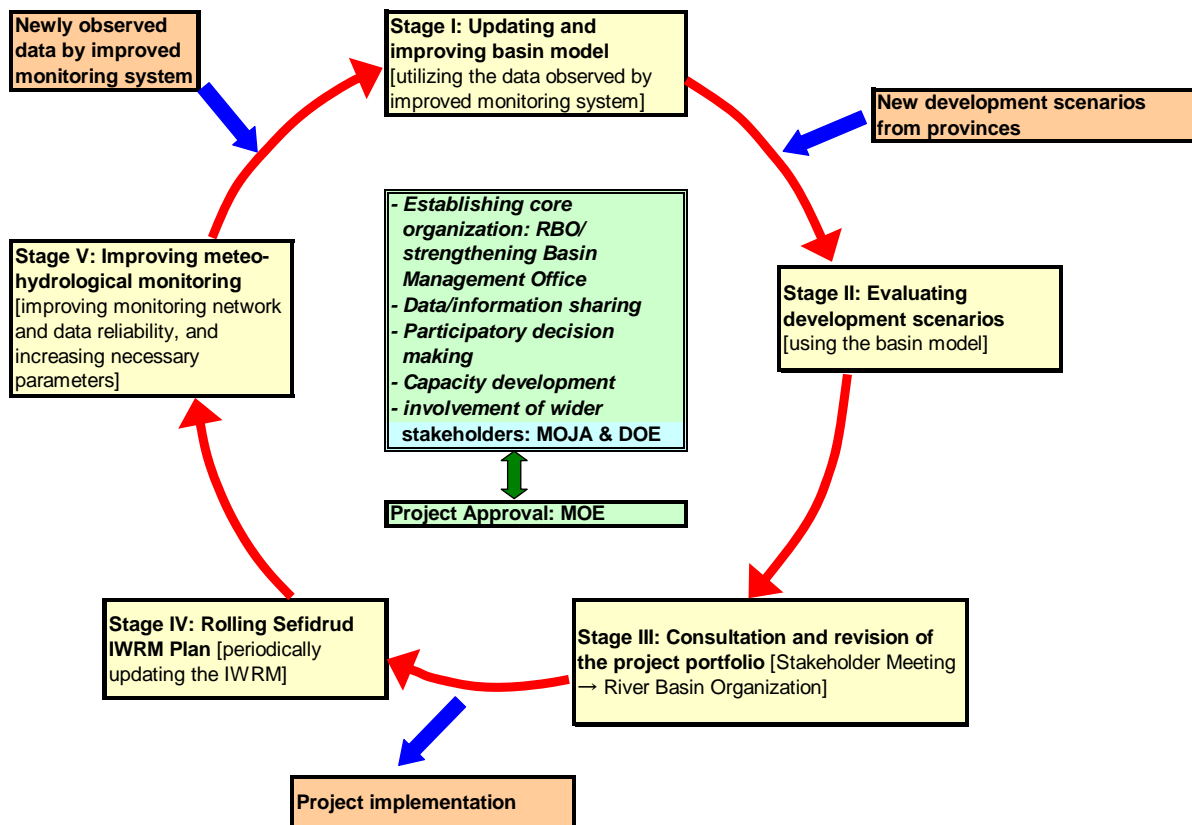 Newly observed
data by improved
monitoring system
Stage I: Updating and
improving basin model
[utilizing the data observed by
improved monitoring system]
New development scenarios
from provinces
- Establishing core
organization: RBO/
strengthening Basin
Management Office
- Data/information sharing
- Participatory decision
making
- Capacity development
- involvement of wider
stakeholders: MOJA & DOE
Stage V: Improving meteo-
hydrological monitoring
[improving monitoring network
and data reliability, and
increasing necessary
parameters]
Stage II: Evaluating
development scenarios
[using the basin model]
Project Approval: MOE
Stage IV: Rolling Sefidrud
IWRM Plan [periodically
updating the IWRM]
Stage III: Consultation and revision of
the project portfolio [Stakeholder Meeting
→ River Basin Organization]
Project implementation